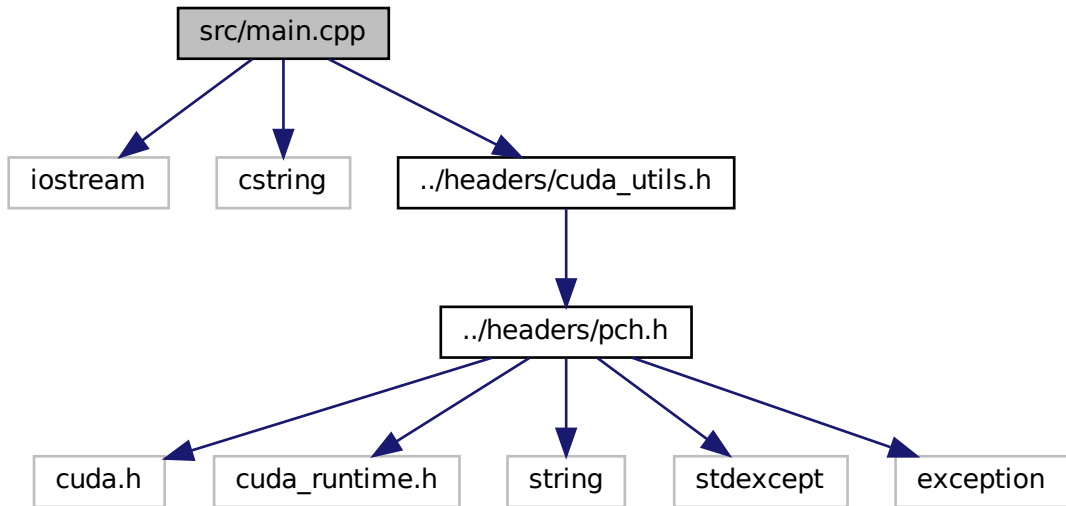 src/main.cpp
iostream
cstring
../headers/cuda_utils.h
../headers/pch.h
cuda.h
cuda_runtime.h
string
stdexcept
exception